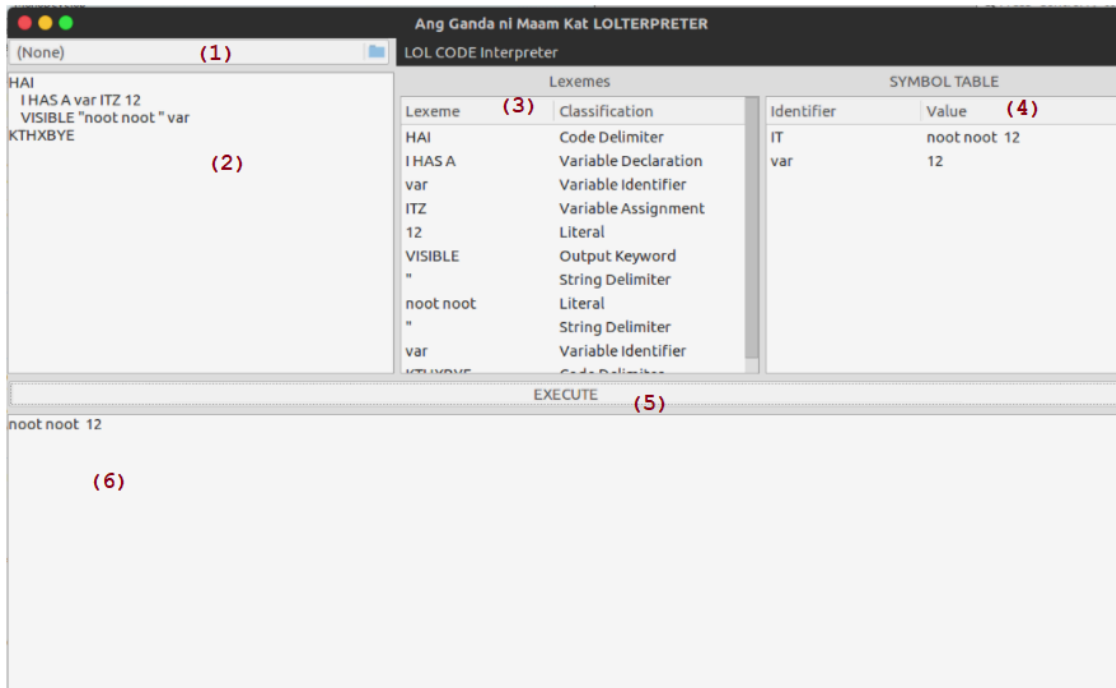 Ang Ganda ni Maam Kat LOLTERPRETER
(None) (1)
LOL CODE Interpreter
HAI
I HAS A var ITZ 12
VISIBLE "noot noot " var
KTHXBYE
(2)
Lexemes
Lexeme (3) Classification
HAI Code Delimiter
I HAS A Variable Declaration
var Variable Identifier
ITZ Variable Assignment
12 Literal
VISIBLE Output Keyword
" String Delimiter
noot noot Literal
" String Delimiter
var Variable Identifier
KTHXBYE Code Delimiter
SYMBOL TABLE
Identifier Value (4)
IT noot noot  12
var 12
EXECUTE (5)
noot noot  12
(6)